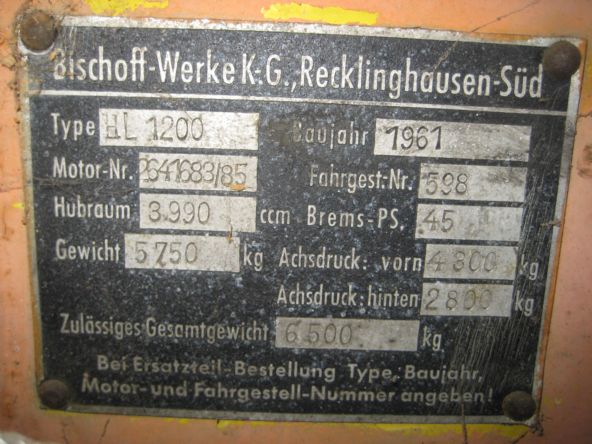 Bischoff-Werke K.-G., Recklinghausen-Süd
Type HL 1200 Baujahr 1961
Motor-Nr. 2641683/85 Fahrgest.-Nr. 598
Hubraum 3.990 ccm Brems-PS. 45
Gewicht 5750 kg Achsdruck: vorn 4300 kg
Achsdruck: hinten 2800 kg
Zulässiges Gesamtgewicht 6.500 kg
Bei Ersatzteil-Bestellung Type, Baujahr,
Motor-und Fahrgestell-Nummer angeben!